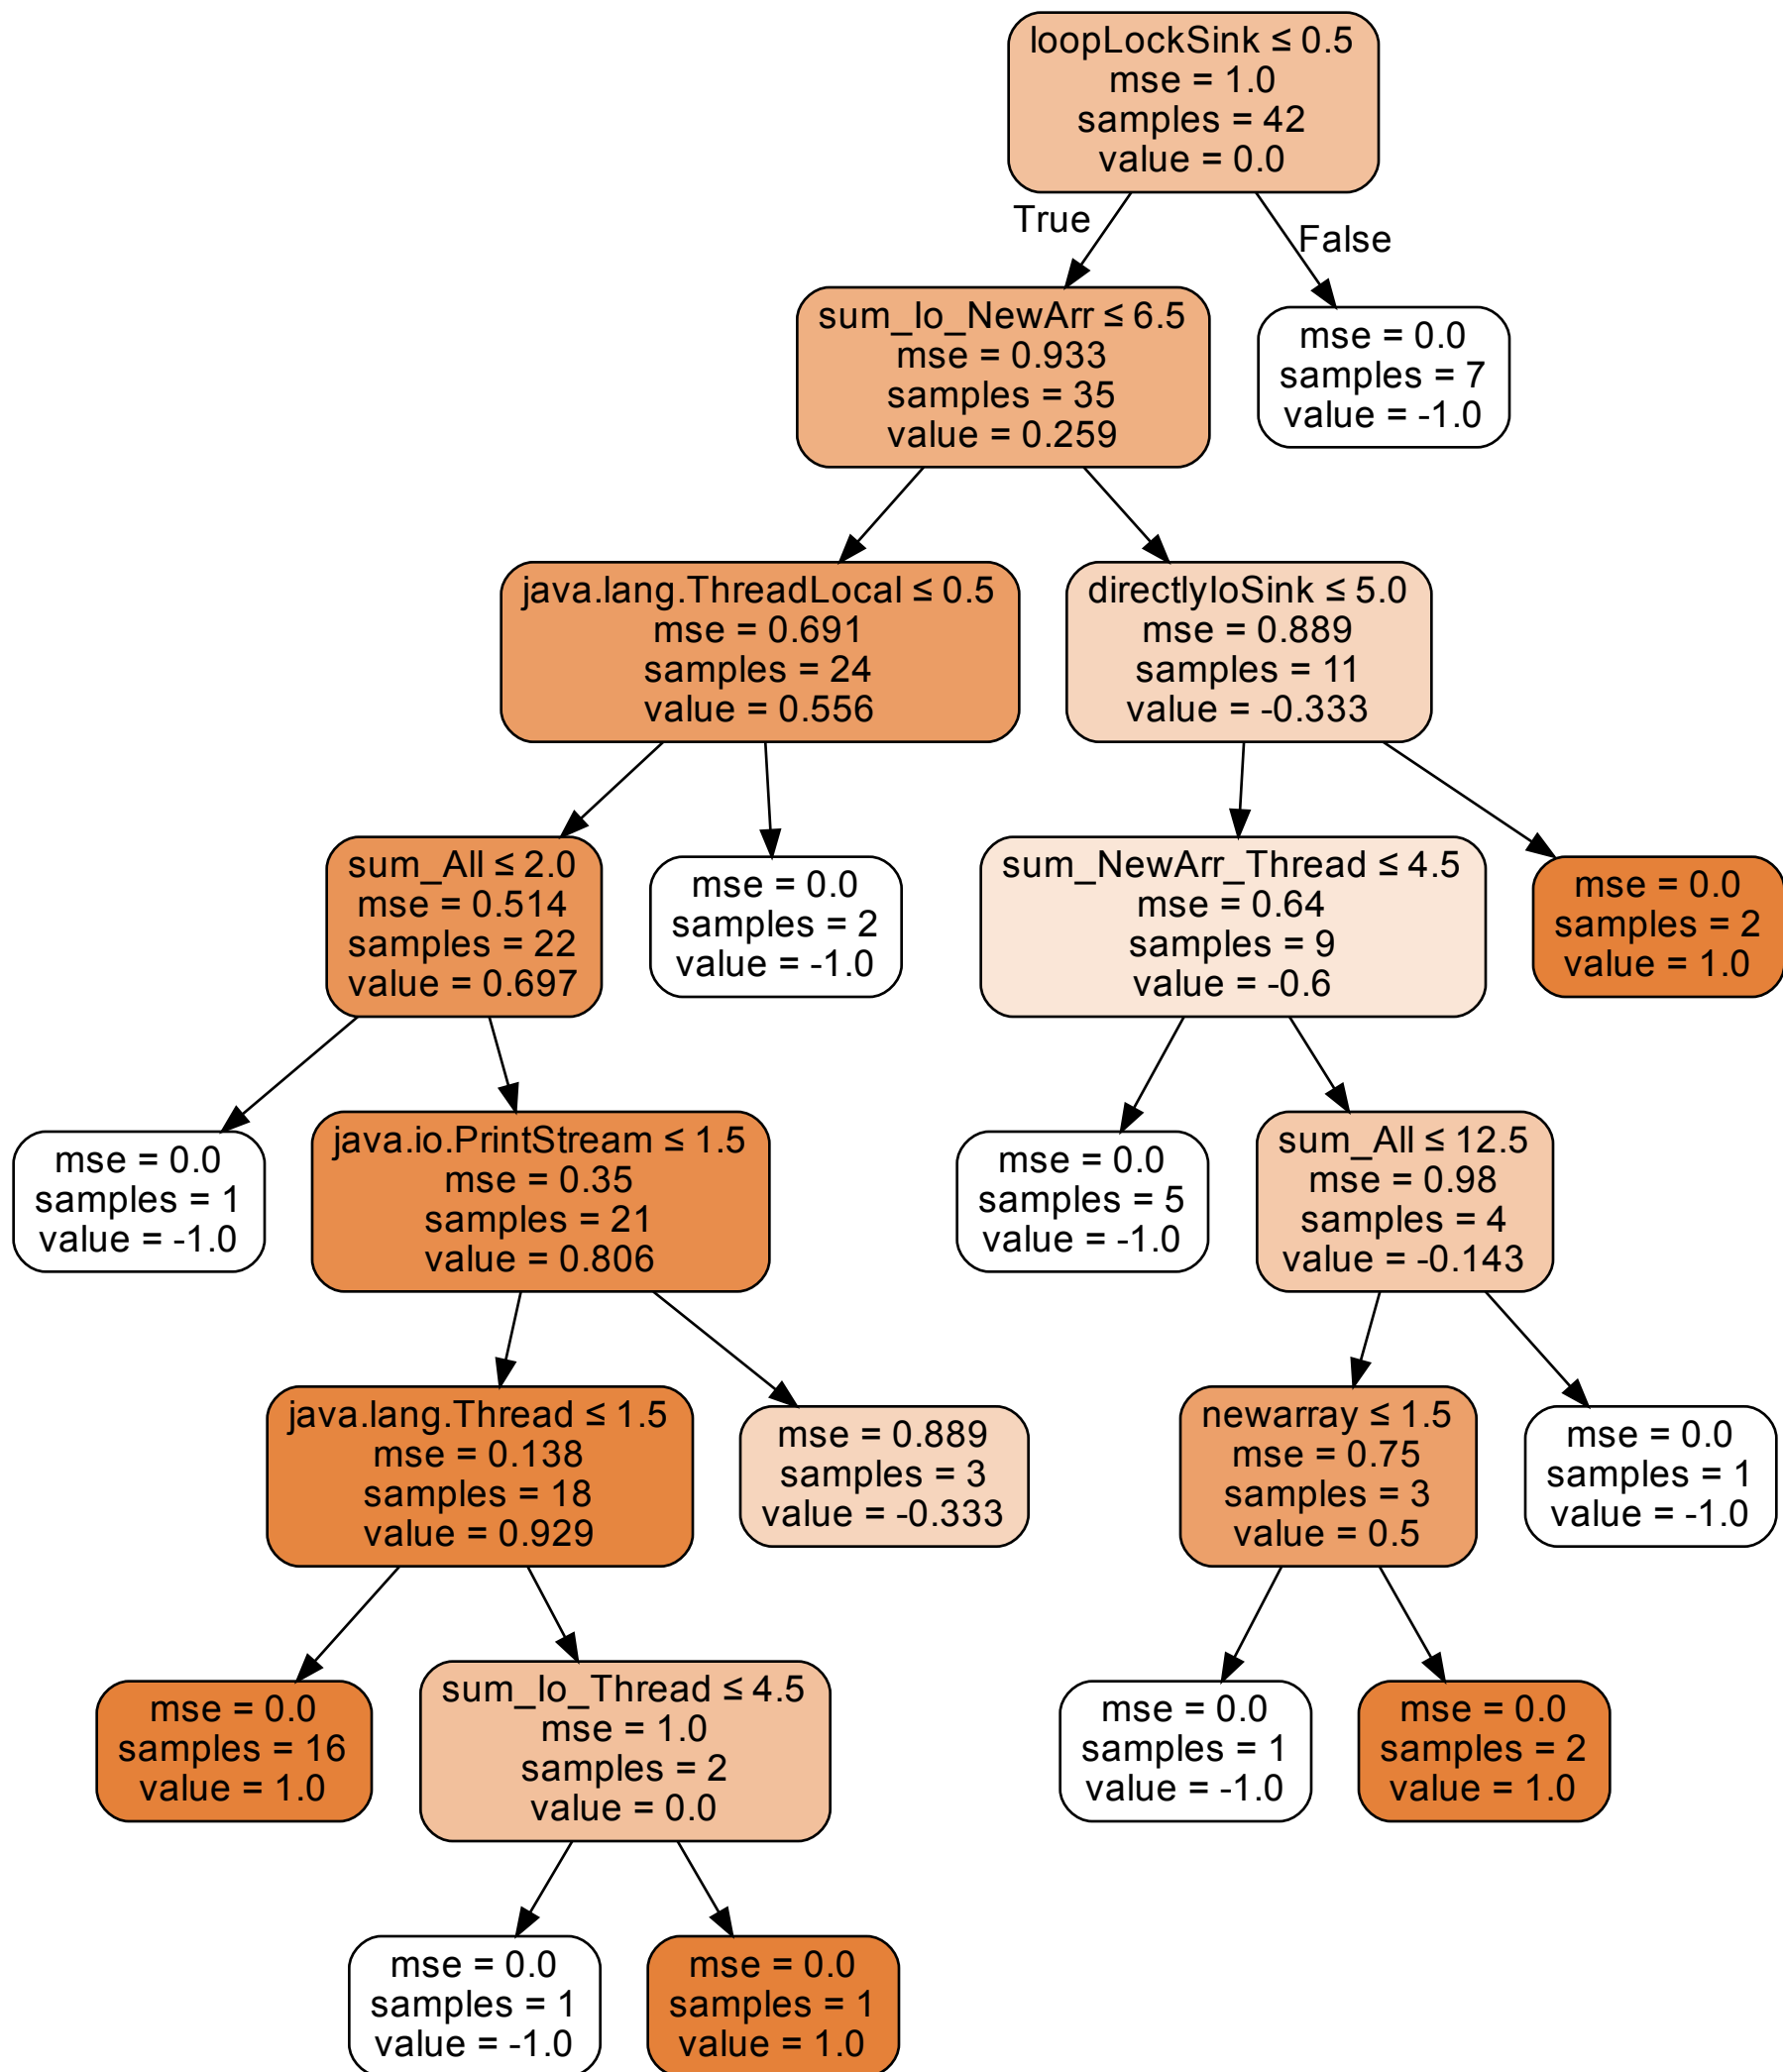 loopLockSink ≤ 0.5
mse = 1.0
samples = 42
value = 0.0
True
False
sum_Io_NewArr ≤ 6.5
mse = 0.933
samples = 35
value = 0.259
mse = 0.0
samples = 7
value = -1.0
java.lang.ThreadLocal ≤ 0.5
mse = 0.691
samples = 24
value = 0.556
directlyIoSink ≤ 5.0
mse = 0.889
samples = 11
value = -0.333
sum_All ≤ 2.0
mse = 0.514
samples = 22
value = 0.697
mse = 0.0
samples = 2
value = -1.0
sum_NewArr_Thread ≤ 4.5
mse = 0.64
samples = 9
value = -0.6
mse = 0.0
samples = 2
value = 1.0
mse = 0.0
samples = 1
value = -1.0
java.io.PrintStream ≤ 1.5
mse = 0.35
samples = 21
value = 0.806
mse = 0.0
samples = 5
value = -1.0
sum_All ≤ 12.5
mse = 0.98
samples = 4
value = -0.143
java.lang.Thread ≤ 1.5
mse = 0.138
samples = 18
value = 0.929
mse = 0.889
samples = 3
value = -0.333
newarray ≤ 1.5
mse = 0.75
samples = 3
value = 0.5
mse = 0.0
samples = 1
value = -1.0
mse = 0.0
samples = 16
value = 1.0
sum_Io_Thread ≤ 4.5
mse = 1.0
samples = 2
value = 0.0
mse = 0.0
samples = 1
value = -1.0
mse = 0.0
samples = 2
value = 1.0
mse = 0.0
samples = 1
value = -1.0
mse = 0.0
samples = 1
value = 1.0